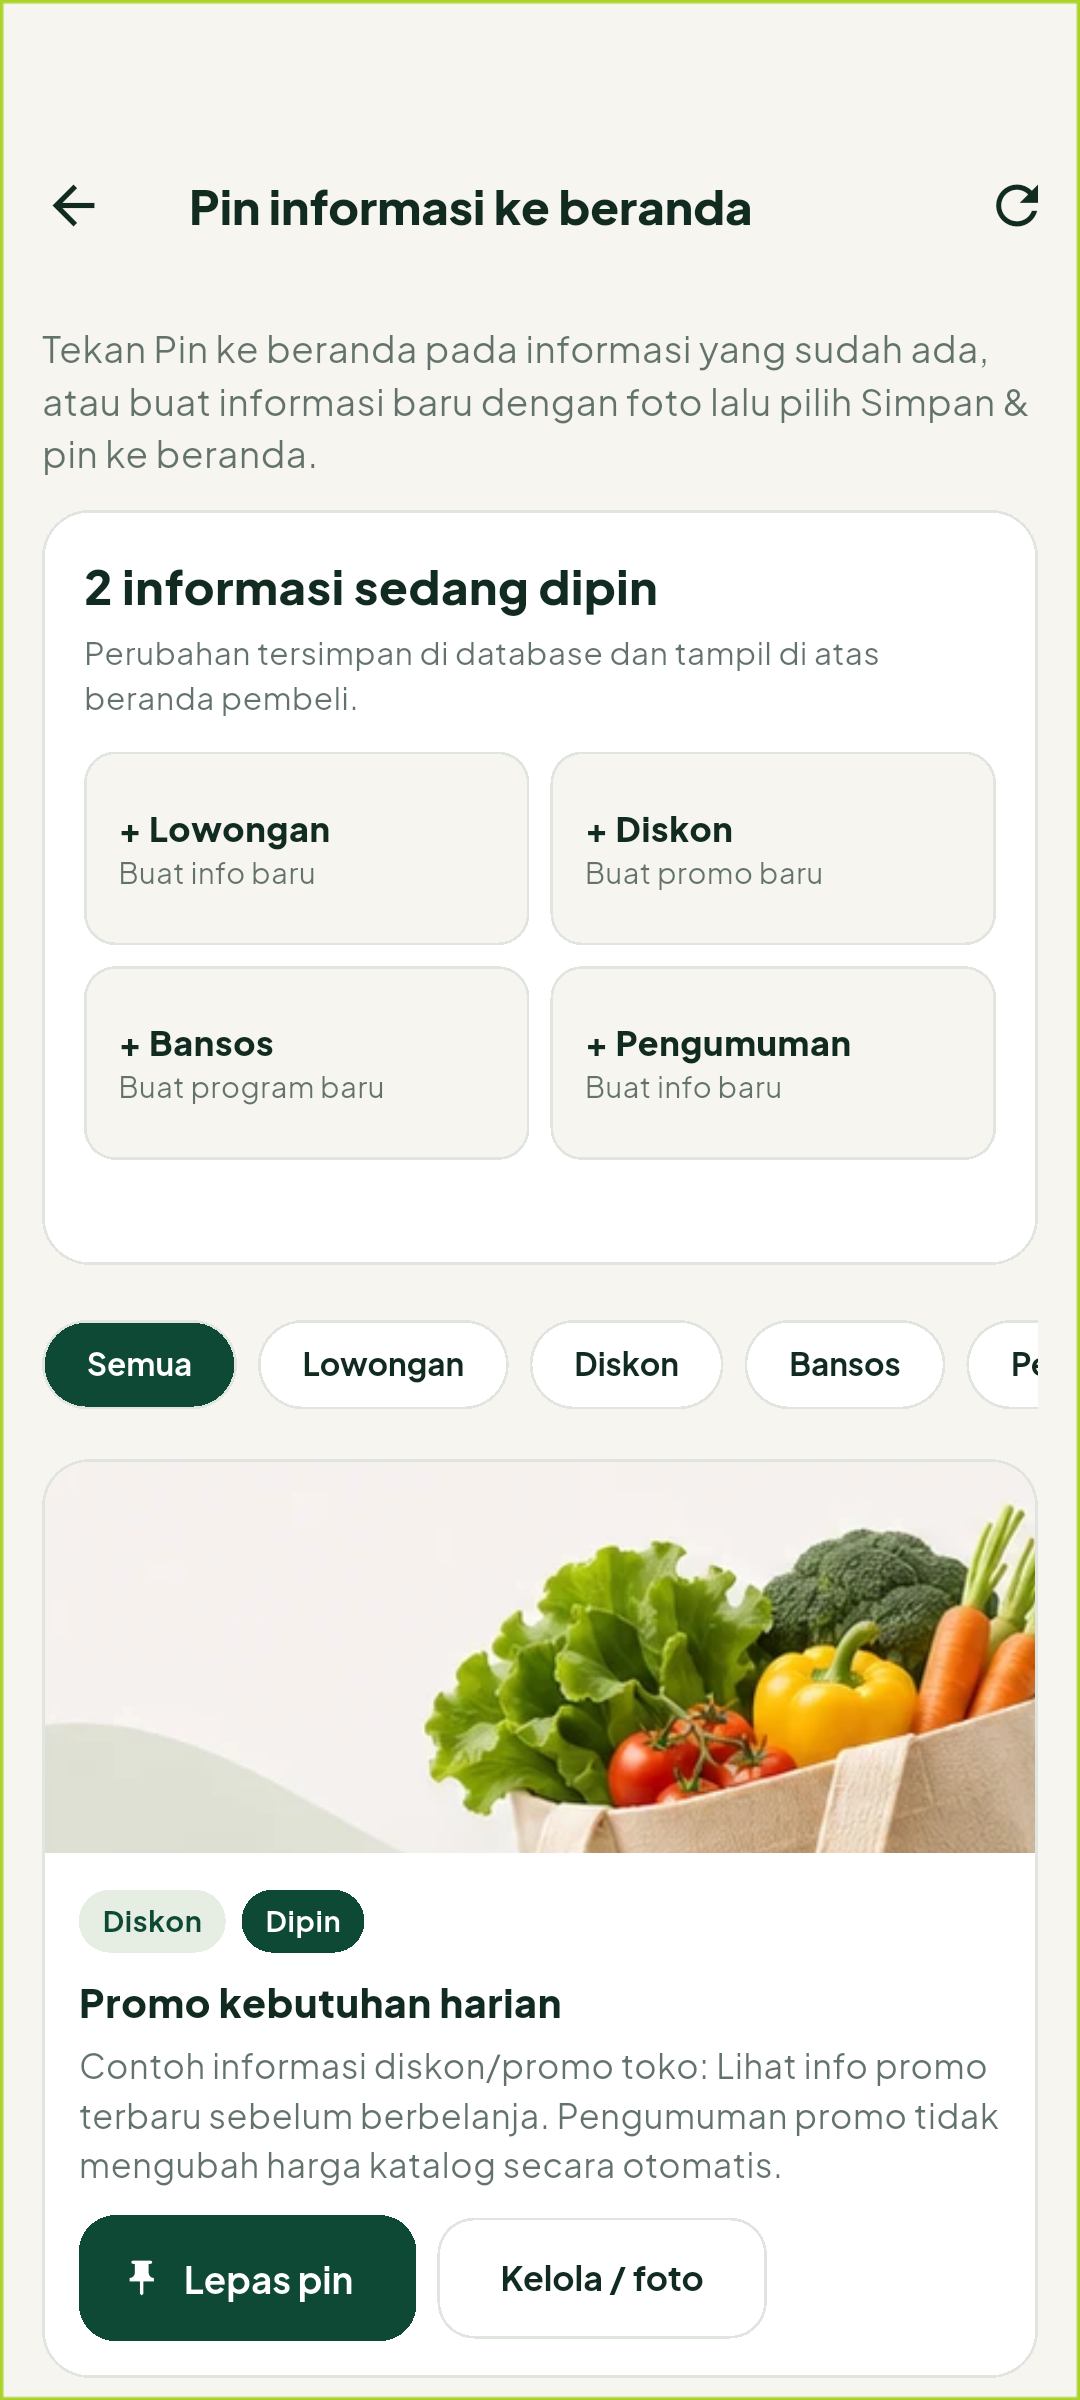 Pin informasi ke beranda
Tekan Pin ke beranda pada informasi yang sudah ada,
atau buat informasi baru dengan foto lalu pilih Simpan &
pin ke beranda.
2 informasi sedang dipin
Perubahan tersimpan di database dan tampil di atas
beranda pembeli.
+ Lowongan
Buat info baru
+ Diskon
Buat promo baru
+ Bansos
Buat program baru
+ Pengumuman
Buat info baru
Semua
Lowongan
Diskon
Bansos
Pe
Diskon
Dipin
Promo kebutuhan harian
Contoh informasi diskon/promo toko: Lihat info promo
terbaru sebelum berbelanja. Pengumuman promo tidak
mengubah harga katalog secara otomatis.
Lepas pin
Kelola / foto